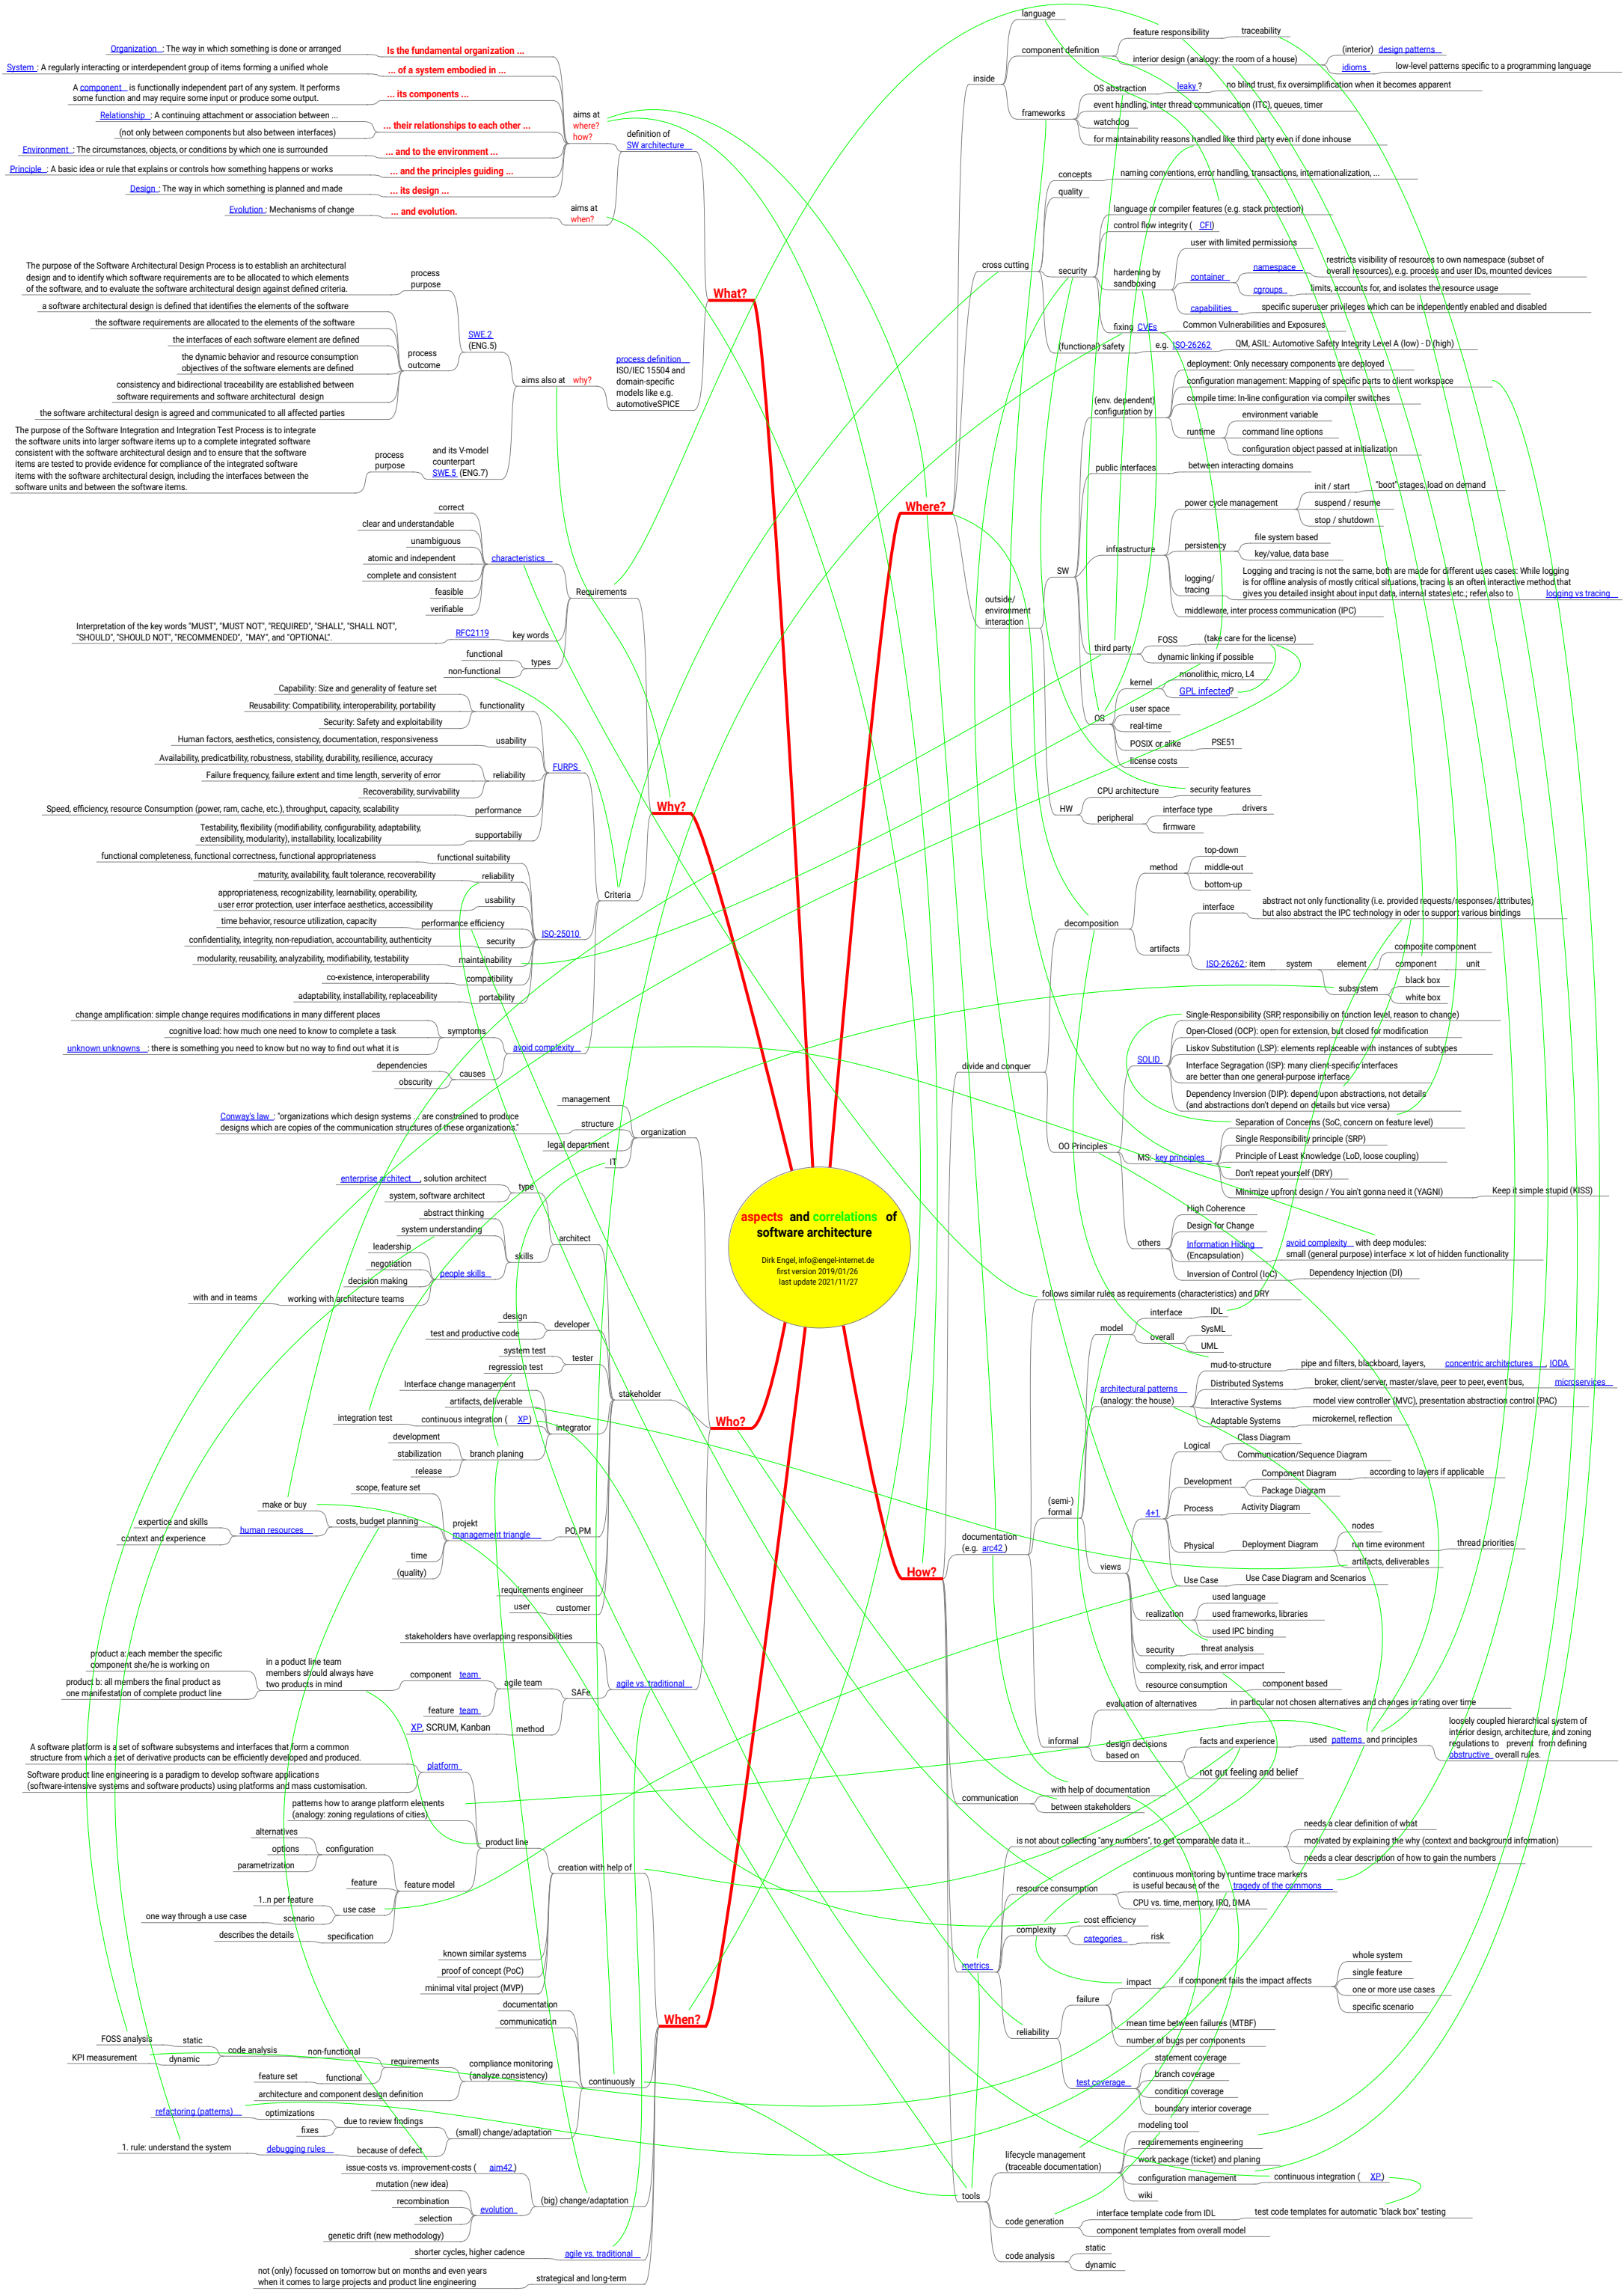 aspects and correlations of
software architecture
Dirk Engel, info@engel-internet.de
first version 2019/01/26
last update 2021/11/27
What?
definition of
SW architecture
aims at
where?
how?
Is the fundamental organization ...
Organization : The way in which something is done or arranged
... of a system embodied in ...
System : A regularly interacting or interdependent group of items forming a unified whole
... its components ...
A component is functionally independent part of any system. It performs
some function and may require some input or produce some output.
... their relationships to each other ...
Relationship : A continuing attachment or association between ...
(not only between components but also between interfaces)
... and to the environment ...
Environment : The circumstances, objects, or conditions by which one is surrounded
... and the principles guiding ...
Principle : A basic idea or rule that explains or controls how something happens or works
... its design ...
Design : The way in which something is planned and made
aims at
when?
... and evolution.
Evolution : Mechanisms of change
process definition
ISO/IEC 15504 and
domain-specific
models like e.g.
automotiveSPICE
aims also at why?
SWE.2
(ENG.5)
process
purpose
The purpose of the Software Architectural Design Process is to establish an architectural
design and to identify which software requirements are to be allocated to which elements
of the software, and to evaluate the software architectural design against defined criteria.
process
outcome
a software architectural design is defined that identifies the elements of the software
the software requirements are allocated to the elements of the software
the interfaces of each software element are defined
the dynamic behavior and resource consumption
objectives of the software elements are defined
consistency and bidirectional traceability are established between
software requirements and software architectural design
the software architectural design is agreed and communicated to all affected parties
and its V-model
counterpart
SWE.5 (ENG.7)
process
purpose
The purpose of the Software Integration and Integration Test Process is to integrate
the software units into larger software items up to a complete integrated software
consistent with the software architectural design and to ensure that the software
items are tested to provide evidence for compliance of the integrated software
items with the software architectural design, including the interfaces between the
software units and between the software items.
Why?
Requirements
characteristics
correct
clear and understandable
unambiguous
atomic and independent
complete and consistent
feasible
verifiable
key words
RFC2119
Interpretation of the key words "MUST", "MUST NOT", "REQUIRED", "SHALL", "SHALL NOT",
"SHOULD", "SHOULD NOT", "RECOMMENDED", "MAY", and "OPTIONAL".
types
functional
non-functional
Criteria
FURPS
functionality
Capability: Size and generality of feature set
Reusability: Compatibility, interoperability, portability
Security: Safety and exploitability
usability
Human factors, aesthetics, consistency, documentation, responsiveness
reliability
Availability, predicatbility, robustness, stability, durability, resilience, accuracy
Failure frequency, failure extent and time length, serverity of error
Recoverability, survivability
performance
Speed, efficiency, resource Consumption (power, ram, cache, etc.), throughput, capacity, scalability
supportabiliy
Testability, flexibility (modifiability, configurability, adaptability,
extensibility, modularity), installability, localizability
ISO-25010
functional suitability
functional completeness, functional correctness, functional appropriateness
reliability
maturity, availability, fault tolerance, recoverability
usability
appropriateness, recognizability, learnability, operability,
user error protection, user interface aesthetics, accessibility
performance efficiency
time behavior, resource utilization, capacity
security
confidentiality, integrity, non-repudiation, accountability, authenticity
maintainability
modularity, reusability, analyzability, modifiability, testability
compatibility
co-existence, interoperability
portability
adaptability, installability, replaceability
avoid complexity
symptoms
change amplification: simple change requires modifications in many different places
cognitive load: how much one need to know to complete a task
unknown unknowns : there is something you need to know but no way to find out what it is
causes
dependencies
obscurity
Who?
organization
management
structure
Conway's law : "organizations which design systems ... are constrained to produce
designs which are copies of the communication structures of these organizations."
legal department
IT
stakeholder
architect
type
enterprise architect , solution architect
system, software architect
skills
abstract thinking
system understanding
people skills
leadership
negotiation
decision making
working with architecture teams
with and in teams
developer
design
test and productive code
tester
system test
regression test
integrator
Interface change management
artifacts, deliverable
continuous integration ( XP)
integration test
branch planing
development
stabilization
release
PO, PM
projekt
management triangle
scope, feature set
costs, budget planning
make or buy
human resources
expertice and skills
context and experience
time
(quality)
requirements engineer
customer
user
agile vs. traditional
stakeholders have overlapping responsibilities
SAFe
agile team
component team
in a poduct line team
members should always have
two products in mind
product a: each member the specific
component she/he is working on
product b: all members the final product as
one manifestation of complete product line
feature team
method
XP, SCRUM, Kanban
When?
creation with help of
product line
platform
A software platform is a set of software subsystems and interfaces that form a common
structure from which a set of derivative products can be efficiently developed and produced.
Software product line engineering is a paradigm to develop software applications
(software-intensive systems and software products) using platforms and mass customisation.
patterns how to arange platform elements
(analogy: zoning regulations of cities)
feature model
configuration
alternatives
options
parametrization
feature
use case
1..n per feature
scenario
one way through a use case
specification
describes the details
known similar systems
proof of concept (PoC)
minimal vital project (MVP)
continuously
documentation
communication
compliance monitoring
(analyze consistency)
requirements
non-functional
code analysis
static
FOSS analysis
dynamic
KPI measurement
functional
feature set
architecture and component design definition
(small) change/adaptation
due to review findings
optimizations
refactoring (patterns)
fixes
because of defect
debugging rules
1. rule: understand the system
(big) change/adaptation
issue-costs vs. improvement-costs ( aim42 )
evolution
mutation (new idea)
recombination
selection
genetic drift (new methodology)
agile vs. traditional
shorter cycles, higher cadence
strategical and long-term
not (only) focussed on tomorrow but on months and even years
when it comes to large projects and product line engineering
Where?
inside
language
component definition
feature responsibility
traceability
interior design (analogy: the room of a house)
(interior) design patterns
idioms
low-level patterns specific to a programming language
frameworks
OS abstraction
leaky ?
no blind trust, fix oversimplification when it becomes apparent
event handling, inter thread communication (ITC), queues, timer
watchdog
for maintainability reasons handled like third party even if done inhouse
cross cutting
concepts
naming conventions, error handling, transactions, internationalization, ...
quality
security
language or compiler features (e.g. stack protection)
control flow integrity ( CFI)
hardening by
sandboxing
user with limited permissions
container
namespace
restricts visibility of resources to own namespace (subset of
overall resources), e.g. process and user IDs, mounted devices
cgroups
limits, accounts for, and isolates the resource usage
capabilities
specific superuser privileges which can be independently enabled and disabled
fixing CVEs
Common Vulnerabilities and Exposures
(functional) safety
e.g. ISO-26262
QM, ASIL: Automotive Safety Integrity Level A (low) - D (high)
outside/
environment
interaction
SW
(env. dependent)
configuration by
deployment: Only necessary components are deployed
configuration management: Mapping of specific parts to client workspace
compile time: In-line configuration via compiler switches
runtime
environment variable
command line options
configuration object passed at initialization
public interfaces
between interacting domains
infrastructure
power cycle management
init / start
"boot" stages, load on demand
suspend / resume
stop / shutdown
persistency
file system based
key/value, data base
logging/
tracing
Logging and tracing is not the same, both are made for different uses cases: While logging
is for offline analysis of mostly critical situations, tracing is an often interactive method that
gives you detailed insight about input data, internal states etc.; refer also to logging vs tracing
middleware, inter process communication (IPC)
third party
FOSS
(take care for the license)
dynamic linking if possible
OS
kernel
monolithic, micro, L4
GPL infected?
user space
real-time
POSIX or alike
PSE51
license costs
HW
CPU architecture
security features
peripheral
interface type
drivers
firmware
How?
divide and conquer
decomposition
method
top-down
middle-out
bottom-up
artifacts
interface
abstract not only functionality (i.e. provided requests/responses/attributes)
but also abstract the IPC technology in oder to support various bindings
ISO-26262: item
system
element
composite component
component
unit
subsystem
black box
white box
OO Principles
SOLID
Single-Responsibility (SRP, responsibiliy on function level, reason to change)
Open-Closed (OCP): open for extension, but closed for modification
Liskov Substitution (LSP): elements replaceable with instances of subtypes
Interface Segragation (ISP): many client-specific interfaces
are better than one general-purpose interface
Dependency Inversion (DIP): depend upon abstractions, not details
(and abstractions don't depend on details but vice versa)
MS: key principles
Separation of Concerns (SoC, concern on feature level)
Single Responsibility principle (SRP)
Principle of Least Knowledge (LoD, loose coupling)
Don't repeat yourself (DRY)
Minimize upfront design / You ain't gonna need it (YAGNI)
Keep it simple stupid (KISS)
others
High Coherence
Design for Change
Information Hiding
(Encapsulation)
avoid complexity with deep modules:
small (general purpose) interface × lot of hidden functionality
Inversion of Control (IoC)
Dependency Injection (DI)
documentation
(e.g. arc42 )
follows similar rules as requirements (characteristics) and DRY
(semi-)
formal
model
interface
IDL
overall
SysML
UML
architectural patterns
(analogy: the house)
mud-to-structure
pipe and filters, blackboard, layers, concentric architectures , IODA
Distributed Systems
broker, client/server, master/slave, peer to peer, event bus, microservices
Interactive Systems
model view controller (MVC), presentation abstraction control (PAC)
Adaptable Systems
microkernel, reflection
views
4+1
Logical
Class Diagram
Communication/Sequence Diagram
Development
Component Diagram
according to layers if applicable
Package Diagram
Process
Activity Diagram
Physical
Deployment Diagram
nodes
run time evironment
thread priorities
artifacts, deliverables
Use Case
Use Case Diagram and Scenarios
realization
used language
used frameworks, libraries
used IPC binding
security
threat analysis
complexity, risk, and error impact
resource consumption
component based
informal
evaluation of alternatives
in particular not chosen alternatives and changes in rating over time
design decisions
based on
facts and experience
used patterns and principles
loosely coupled hierarchical system of
interior design, architecture, and zoning
regulations to prevent from defining
obstructive overall rules.
not gut feeling and belief
communication
with help of documentation
between stakeholders
metrics
is not about collecting "any numbers", to get comparable data it...
needs a clear definition of what
motivated by explaining the why (context and background information)
needs a clear description of how to gain the numbers
resource consumption
continuous monitoring by runtime trace markers
is useful because of the tragedy of the commons
CPU vs. time, memory, IRQ, DMA
complexity
cost efficiency
categories
risk
reliability
failure
impact
if component fails the impact affects
whole system
single feature
one or more use cases
specific scenario
mean time between failures (MTBF)
number of bugs per components
test coverage
statement coverage
branch coverage
condition coverage
boundary interior coverage
tools
lifecycle management
(traceable documentation)
modeling tool
requiremements engineering
work package (ticket) and planing
configuration management
continuous integration ( XP)
wiki
code generation
interface template code from IDL
test code templates for automatic "black box" testing
component templates from overall model
code analysis
static
dynamic